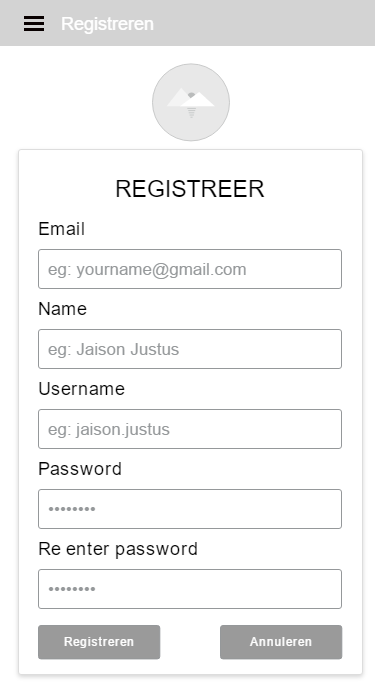 Registreren
REGISTREER
Email
eg: yourname@gmail.com
Name
eg: Jaison Justus
Username
eg: jaison.justus
Password
••••••••
Re enter password
••••••••
Registreren Annuleren